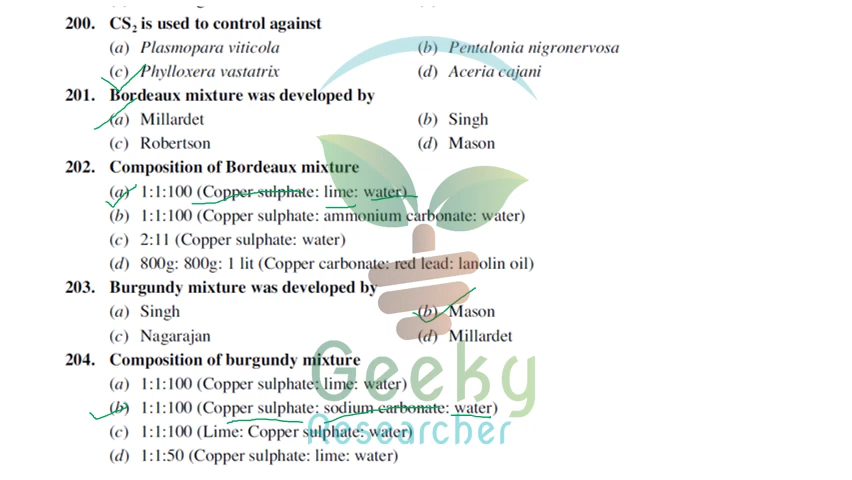 200. CS2 is used to control against
(a) Plasmopara viticola (b) Pentalonia nigronervosa
(c) Phylloxera vastatrix (d) Aceria cajani
201. Bordeaux mixture was developed by
(a) Millardet (b) Singh
(c) Robertson (d) Mason
202. Composition of Bordeaux mixture
(a) 1:1:100 (Copper sulphate: lime: water)
(b) 1:1:100 (Copper sulphate: ammonium carbonate: water)
(c) 2:11 (Copper sulphate: water)
(d) 800g: 800g: 1 lit (Copper carbonate: red lead: lanolin oil)
203. Burgundy mixture was developed by
(a) Singh (b) Mason
(c) Nagarajan (d) Millardet
204. Composition of burgundy mixture
(a) 1:1:100 (Copper sulphate: lime: water)
(b) 1:1:100 (Copper sulphate: sodium carbonate: water)
(c) 1:1:100 (Lime: Copper sulphate: water)
(d) 1:1:50 (Copper sulphate: lime: water)
Geeky
Researcher